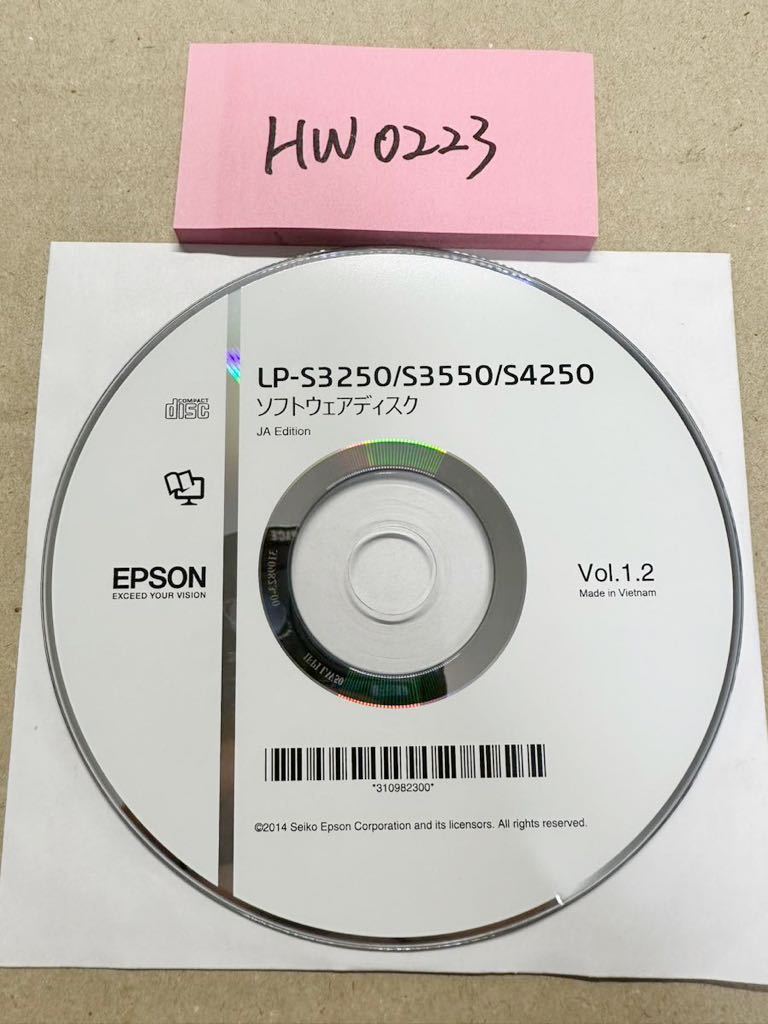 HW0223
LP-S3250/S3550/S4250
ソフトウェアディスク
JA Edition
COMPACT
disc
EPSON
EXCEED YOUR VISION
Vol.1.2
Made in Vietnam
*310982300*
©2014 Seiko Epson Corporation and its licensors. All rights reserved.